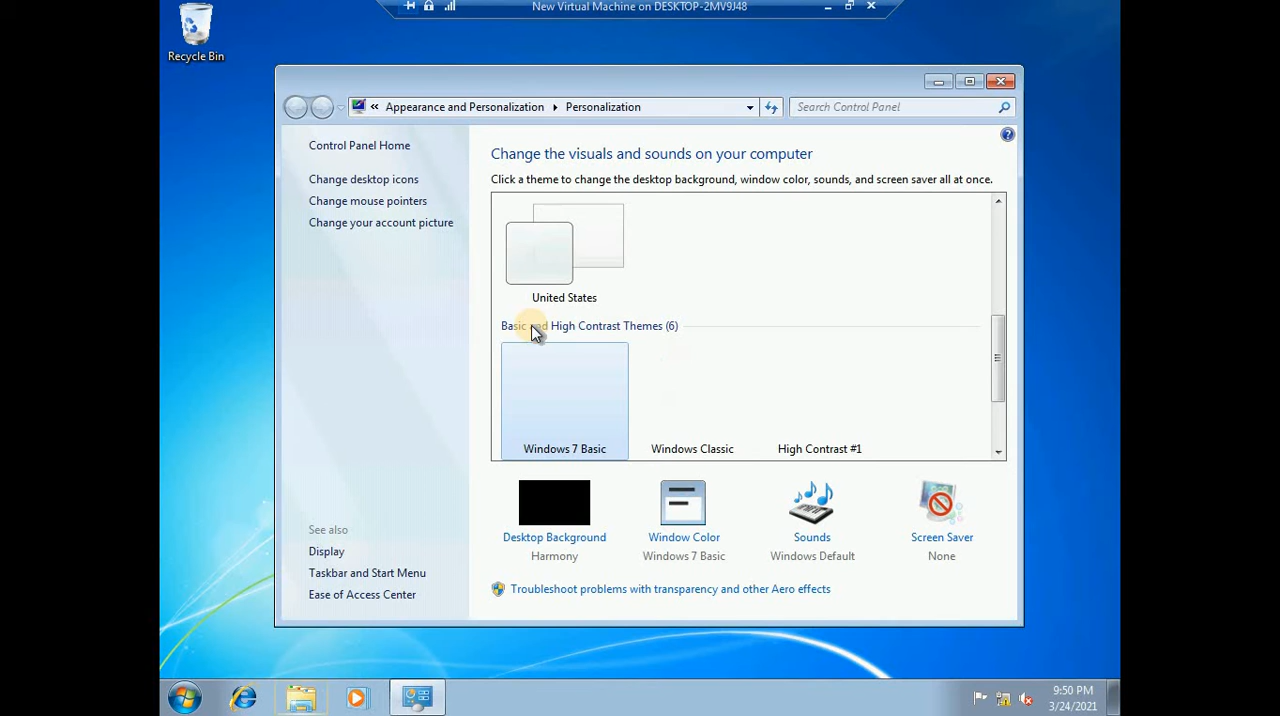 New Virtual Machine on DESKTOP-2MV9J48
Recycle Bin
« Appearance and Personalization Personalization
Search Control Panel
Control Panel Home
Change desktop icons
Change mouse pointers
Change your account picture
Change the visuals and sounds on your computer
Click a theme to change the desktop background, window color, sounds, and screen saver all at once.
United States
Basic and High Contrast Themes (6)
Windows 7 Basic
Windows Classic
High Contrast #1
Desktop Background
Harmony
Window Color
Windows 7 Basic
Sounds
Windows Default
Screen Saver
None
Troubleshoot problems with transparency and other Aero effects
See also
Display
Taskbar and Start Menu
Ease of Access Center
9:50 PM
3/24/2021